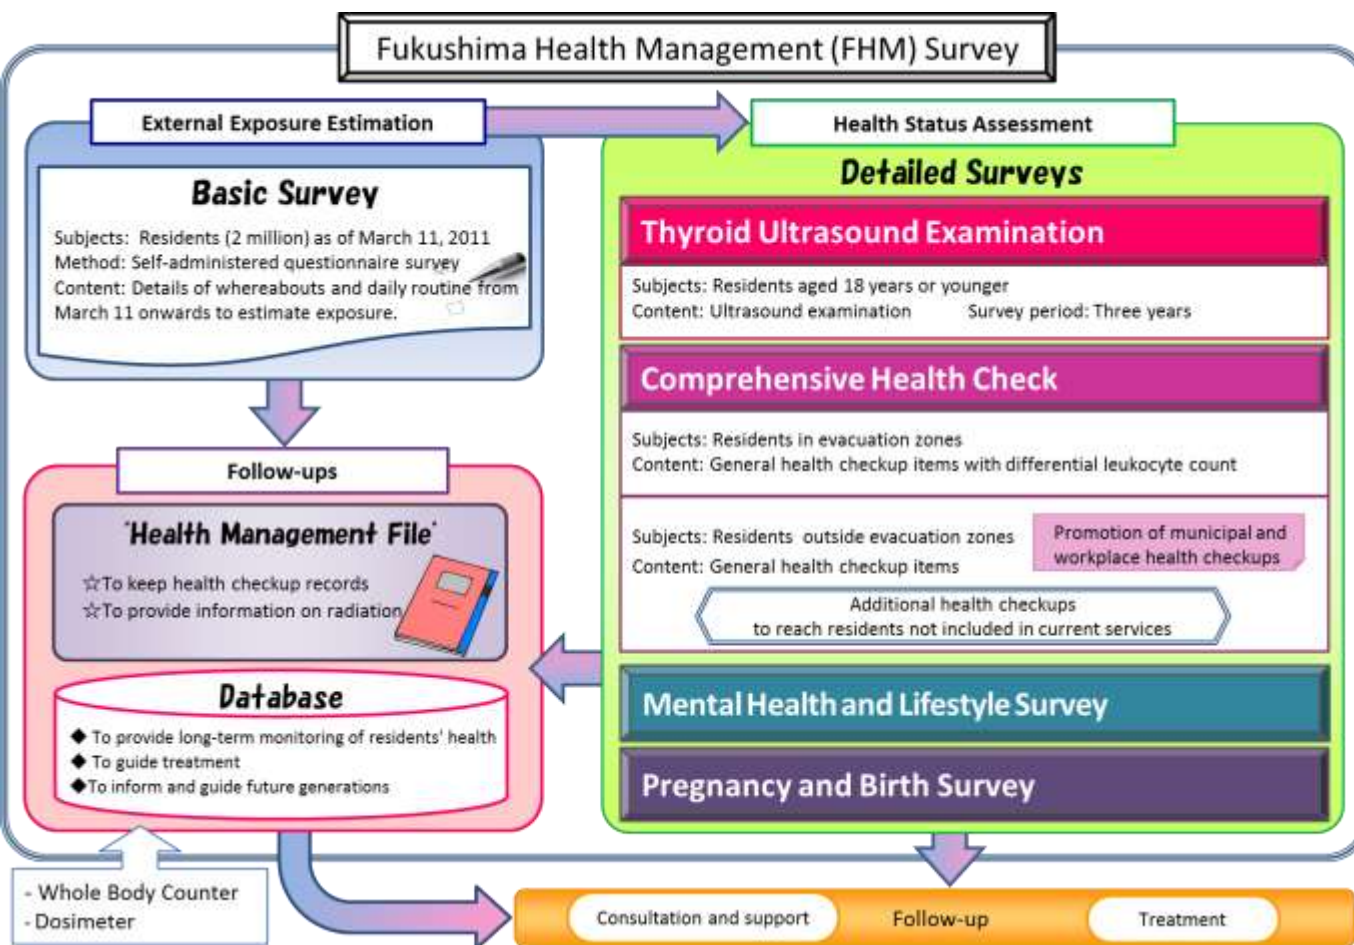 Fukushima Health Management (FHM) Survey
External Exposure Estimation
Basic Survey
Subjects: Residents (2 million) as of March 11, 2011
Method: Self-administered questionnaire survey
Content: Details of whereabouts and daily routine from
March 11 onwards to estimate exposure.
Follow-ups
"Health Management File"
☆To keep health checkup records
☆To provide information on radiation
Database
◆ To provide long-term monitoring of residents' health
◆ To guide treatment
◆To inform and guide future generations
- Whole Body Counter
- Dosimeter
Health Status Assessment
Detailed Surveys
Thyroid Ultrasound Examination
Subjects: Residents aged 18 years or younger
Content: Ultrasound examination Survey period: Three years
Comprehensive Health Check
Subjects: Residents in evacuation zones
Content: General health checkup items with differential leukocyte count
Subjects: Residents outside evacuation zones
Content: General health checkup items
Promotion of municipal and
workplace health checkups
Additional health checkups
to reach residents not included in current services
Mental Health and Lifestyle Survey
Pregnancy and Birth Survey
Consultation and support
Follow-up
Treatment